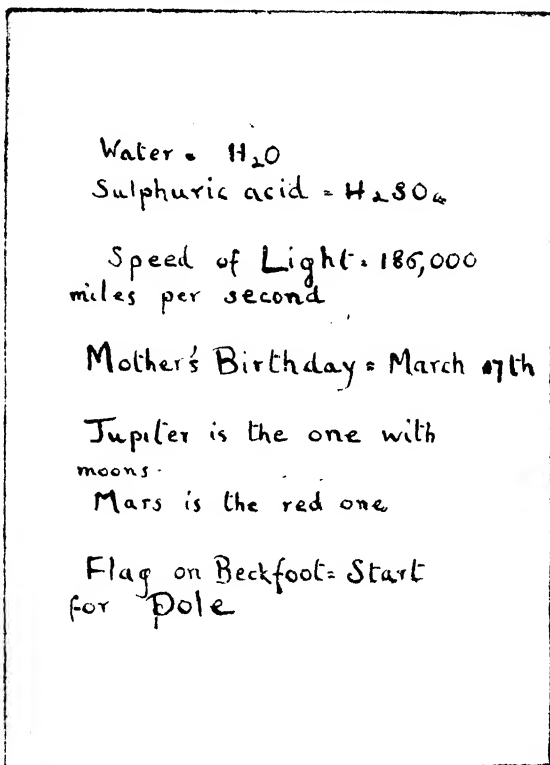 Water = H₂O
Sulphuric acid = H₂SO₄
Speed of Light = 186,000
miles per second
Mother's Birthday = March 17th
Jupiter is the one with
moons.
Mars is the red one
Flag on Beckfoot = Start
for Pole